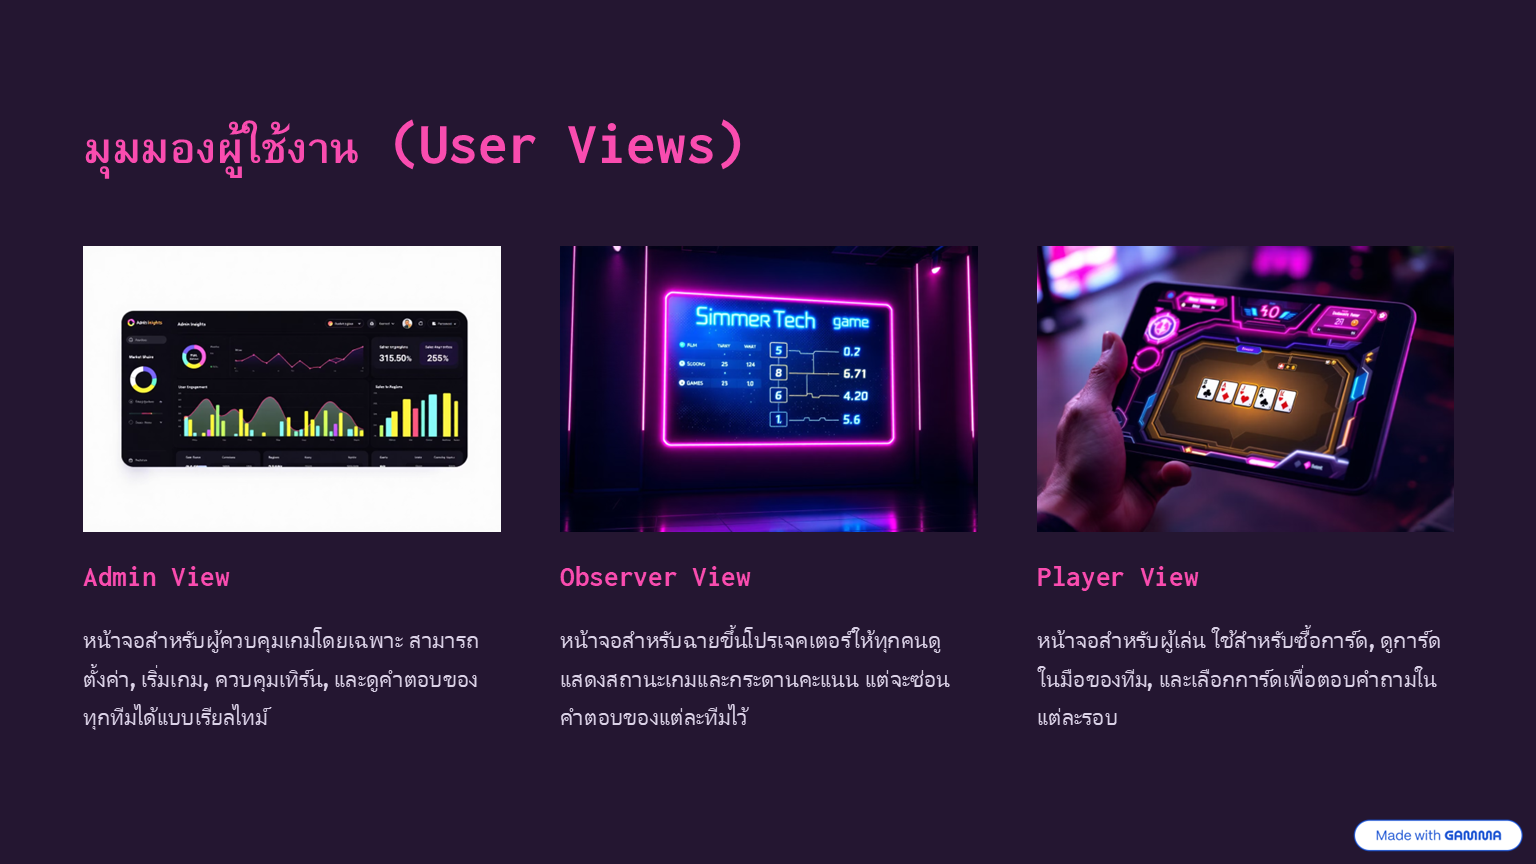 มุมมองผู้ใช้งาน (User Views)
Admin Insights
315.50%
255%
User Engagement
Simmer Tech game
5 0.2
8 6.71
6 4.20
1. 5.6
GAMES
Admin View
หน้าจอสำหรับผู้ควบคุมเกมโดยเฉพาะ สามารถ
ตั้งค่า, เริ่มเกม, ควบคุมเทิร์น, และดูคำตอบของ
ทุกทีมได้แบบเรียลไทม์
Observer View
หน้าจอสำหรับฉายขึ้นโปรเจคเตอร์ให้ทุกคนดู
แสดงสถานะเกมและกระดานคะแนน แต่จะซ่อน
คำตอบของแต่ละทีมไว้
Player View
หน้าจอสำหรับผู้เล่น ใช้สำหรับซื้อการ์ด, ดูการ์ด
ในมือของทีม, และเลือกการ์ดเพื่อตอบคำถามใน
แต่ละรอบ
Made with GAMMA